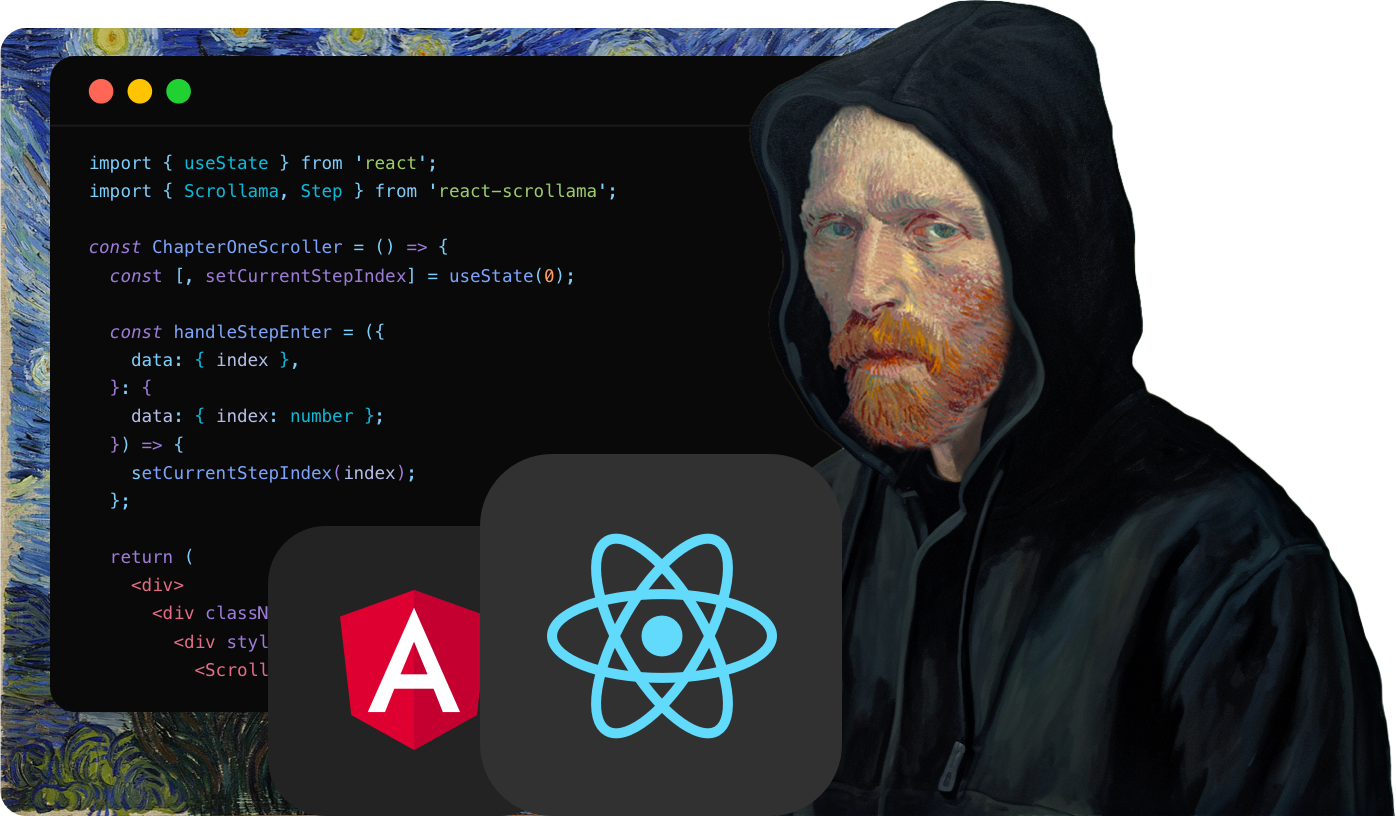 import { useState } from 'react';
import { Scrollama, Step } from 'react-scrollama';
const ChapterOneScroller = () => {
const [, setCurrentStepIndex] = useState(0);
const handleStepEnter = ({
data: { index },
}: {
data: { index: number };
}) => {
setCurrentStepIndex(index);
};
return (
<div>
<div classN
<div styl
<Scroll
A